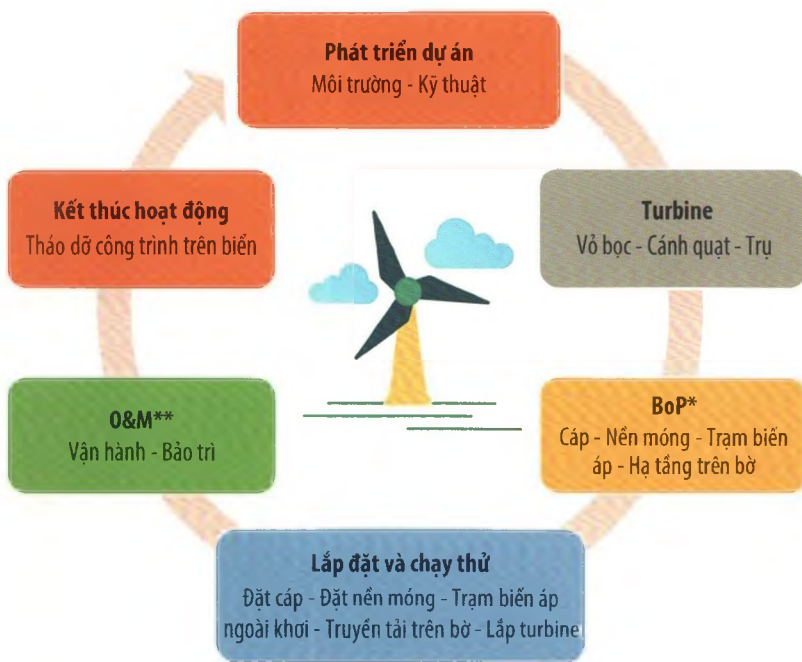 Phát triển dự án
Môi trường - Kỹ thuật
Turbine
Vỏ bọc - Cánh quạt - Trụ
BoP*
Cáp - Nền móng - Trạm biến
áp - Hạ tầng trên bờ
Lắp đặt và chạy thử
Đặt cáp - Đặt nền móng - Trạm biến áp
ngoài khơi - Truyền tải trên bờ - Lắp turbine
O&M**
Vận hành - Bảo trì
Kết thúc hoạt động
Tháo dỡ công trình trên biển